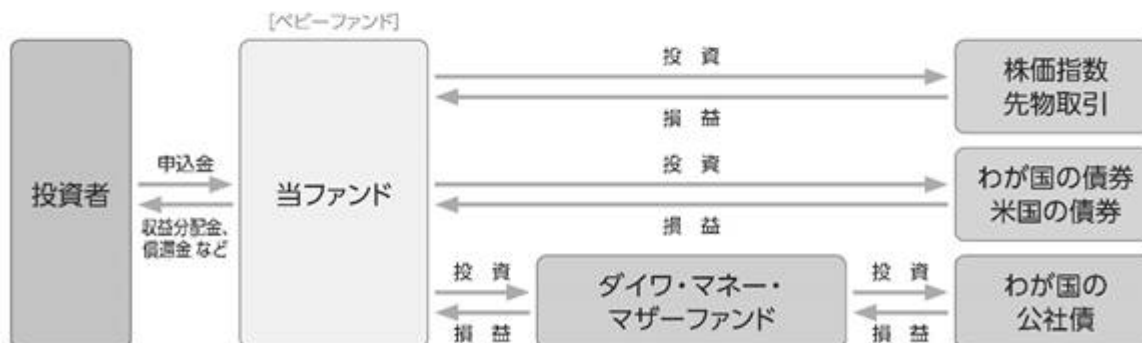 [ベビーファンド]
投資者
申込金
収益分配金、
償還金 など
当ファンド
投 資
損 益
株価指数
先物取引
投 資
損 益
わが国の債券
米国の債券
投 資
損 益
ダイワ・マネー・
マザーファンド
投 資
損 益
わが国の
公社債